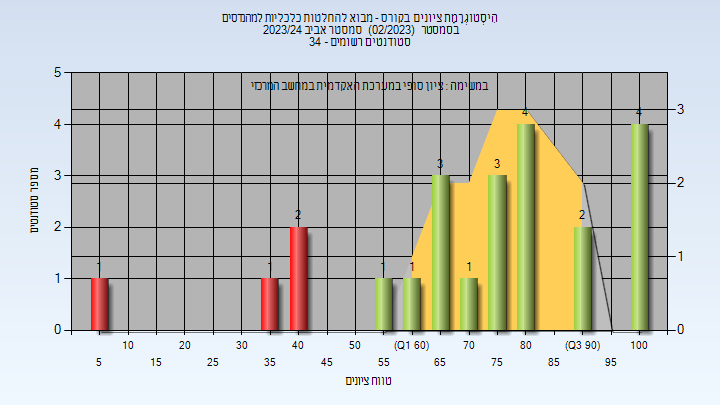 היסְטוֹגְרָמַת ציונים בקורס - מבוא להחלטות כלכליות למהנדסים
בסמסטר (02/2023) סמסטר אביב 2023/24
סטודנטים רשומים - 34
במשימה : ציון סופי במערכת האקדמית במחשב המרכזי
מספר סטודנטים
5
4
3
2
1
0
3
2
1
0
1
1
2
1
1
3
1
3
4
2
4
10 20 30 40 50 (Q1 60) 70 80 (Q3 90) 100
5 15 25 35 45 55 65 75 85 95
טווח ציונים